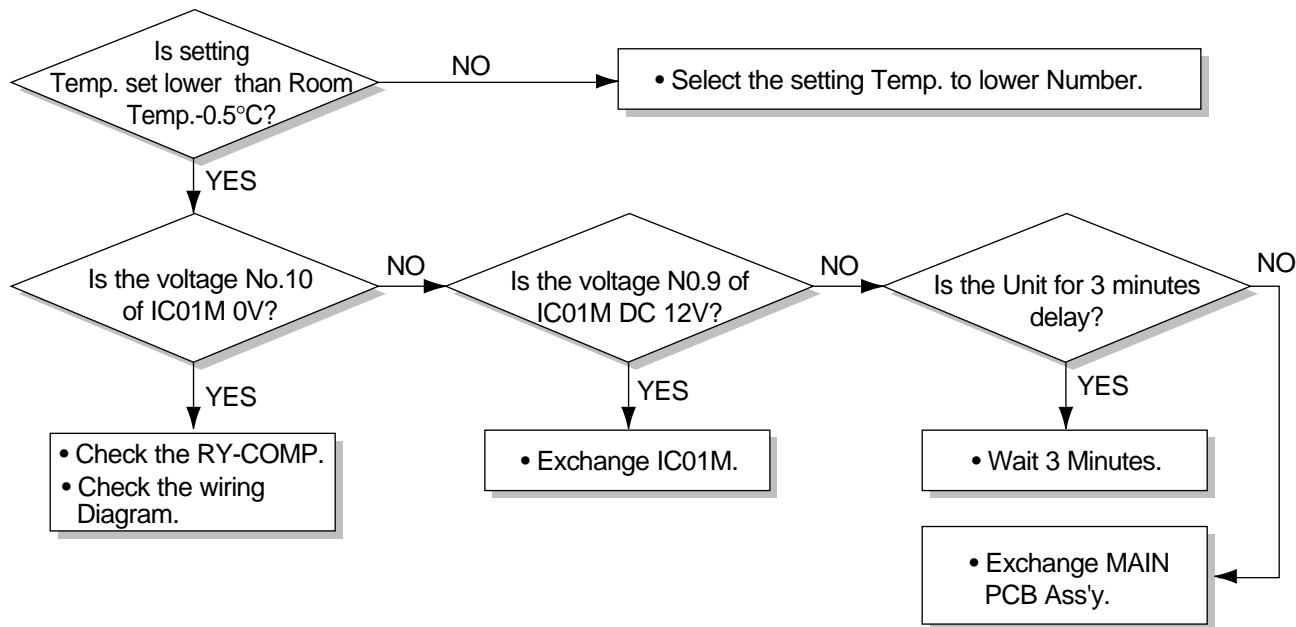 Is setting
Temp. set lower than Room
Temp.-0.5°C?
NO
• Select the setting Temp. to lower Number.
YES
Is the voltage No.10
of IC01M 0V?
NO
Is the voltage N0.9 of
IC01M DC 12V?
NO
Is the Unit for 3 minutes
delay?
NO
YES
• Check the RY-COMP.
• Check the wiring
Diagram.
YES
• Exchange IC01M.
YES
• Wait 3 Minutes.
• Exchange MAIN
PCB Ass'y.